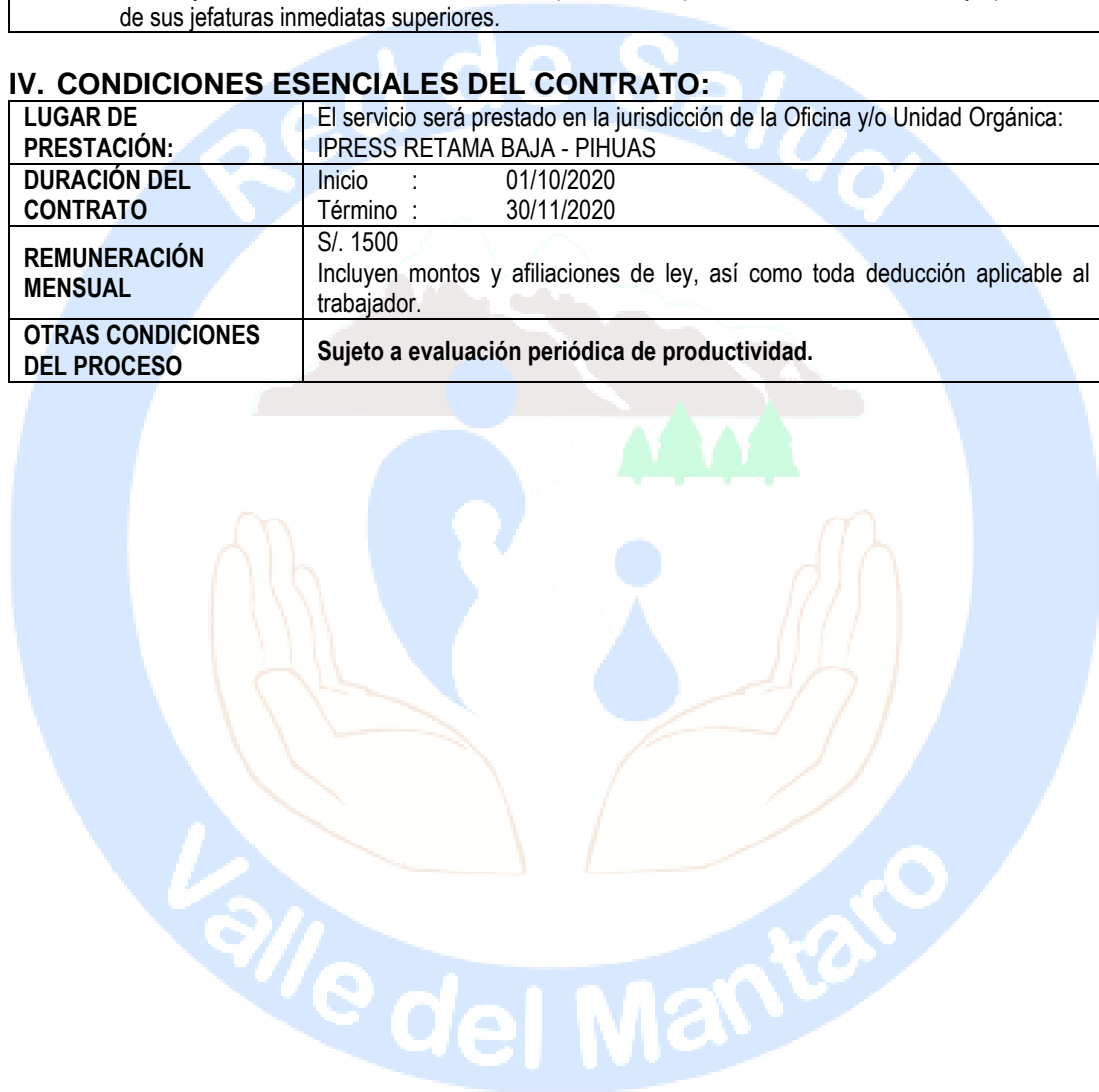 de sus jefaturas inmediatas superiores.
IV. CONDICIONES ESENCIALES DEL CONTRATO:
LUGAR DE
PRESTACIÓN:
El servicio será prestado en la jurisdicción de la Oficina y/o Unidad Orgánica:
IPRESS RETAMA BAJA - PIHUAS
DURACIÓN DEL
CONTRATO
Inicio : 01/10/2020
Término : 30/11/2020
REMUNERACIÓN
MENSUAL
S/. 1500
Incluyen montos y afiliaciones de ley, así como toda deducción aplicable al
trabajador.
OTRAS CONDICIONES
DEL PROCESO
Sujeto a evaluación periódica de productividad.
Red de Salud
Valle del Mantaro